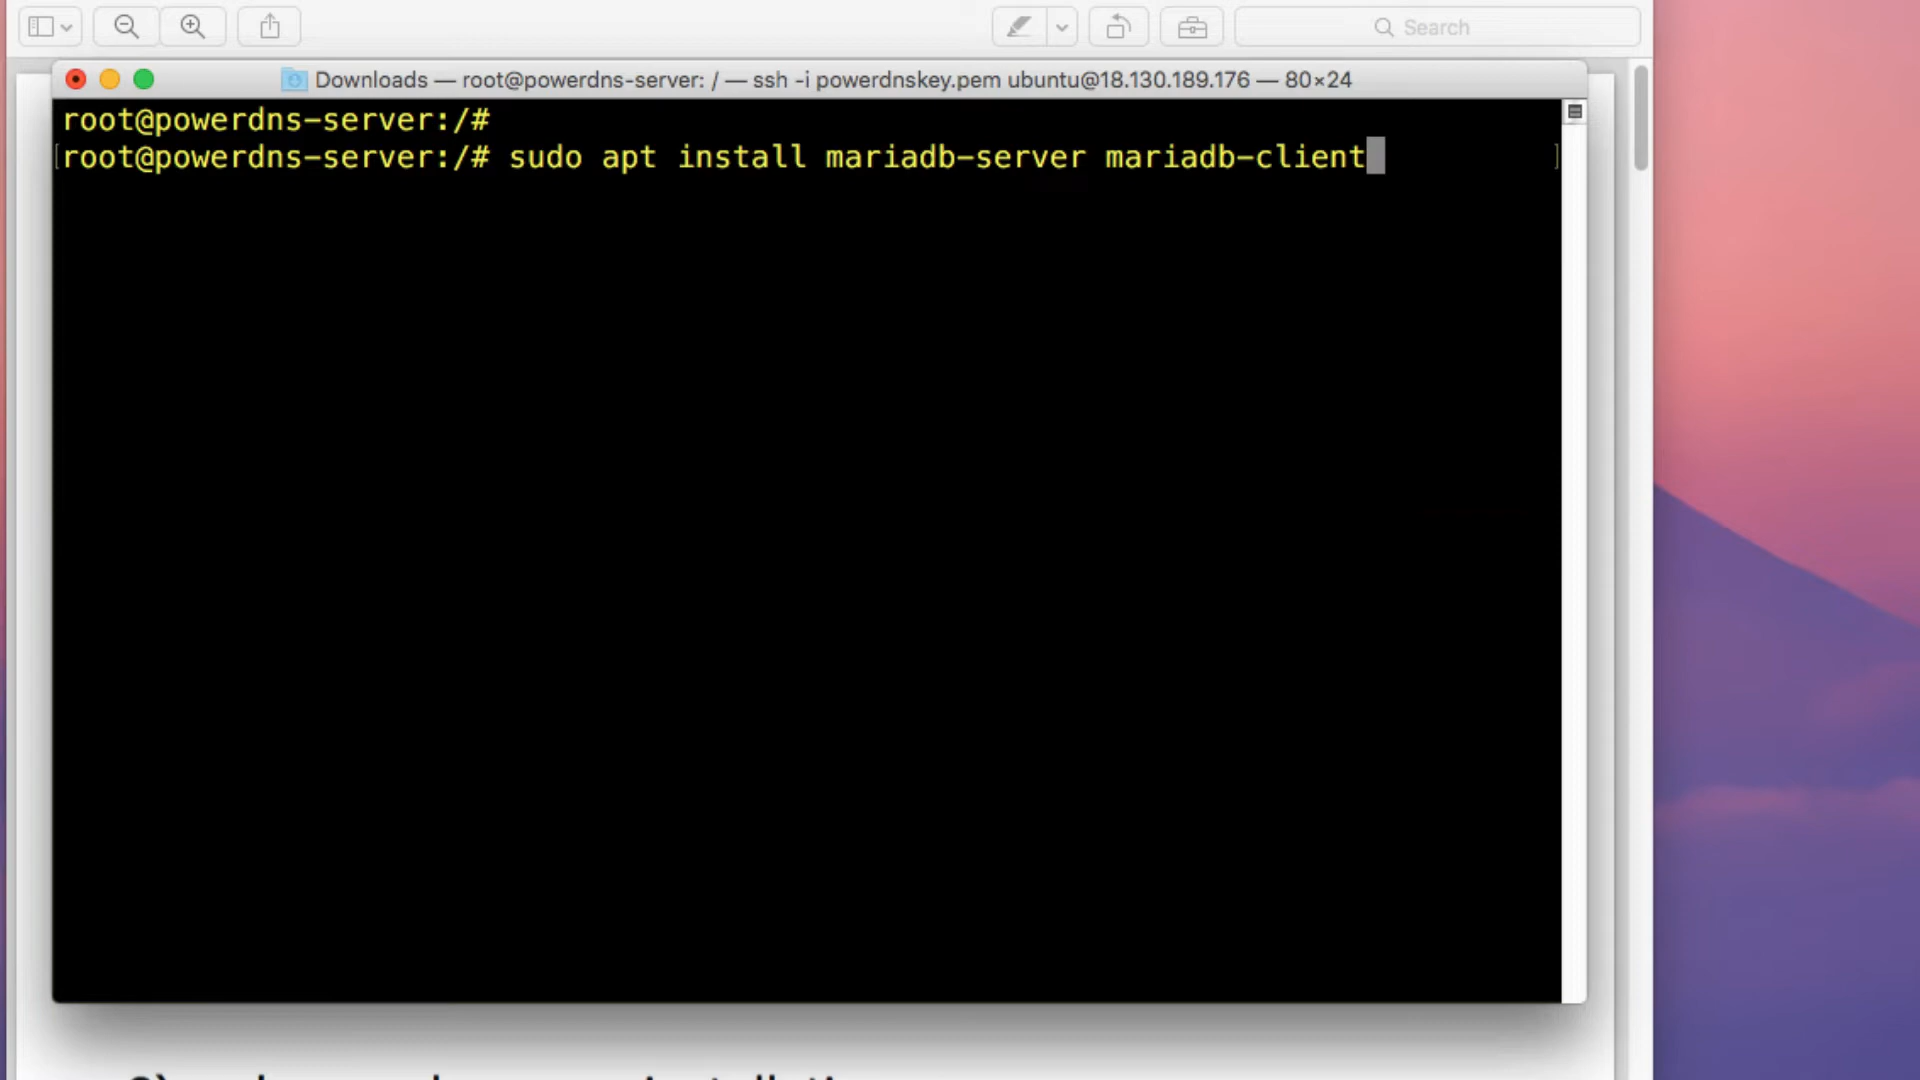 Search
Downloads — root@powerdns-server: / — ssh -i powerdnskey.pem ubuntu@18.130.189.176 — 80×24
root@powerdns-server:/#
[root@powerdns-server:/# sudo apt install mariadb-server mariadb-client ]